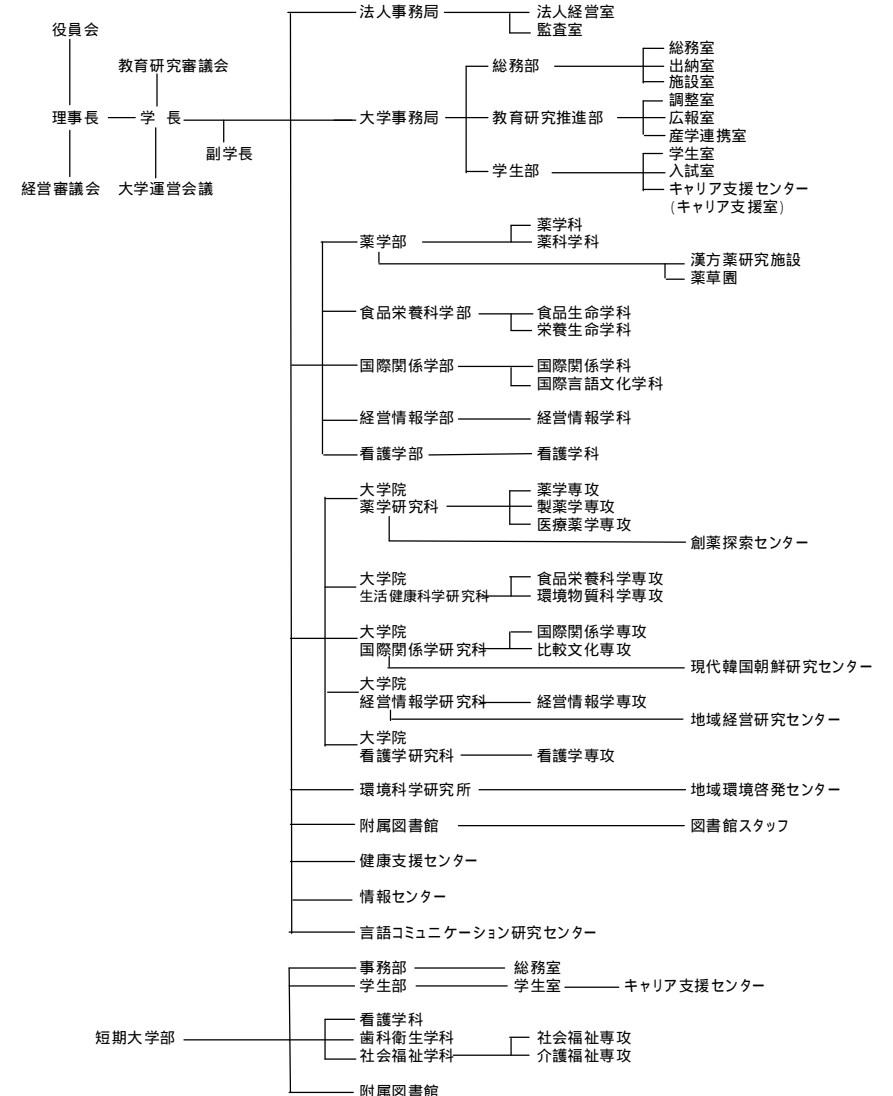 法人事務局 法人経営室
監査室
役員会
教育研究審議会
理事長 学 長
副学長
経営審議会 大学運営会議
大学事務局
総務部
総務室
出納室
施設室
教育研究推進部
調整室
広報室
産学連携室
学生部
学生室
入試室
キャリア支援センター
(キャリア支援室)
薬学部
薬学科
薬科学科
漢方薬研究施設
薬草園
食品栄養科学部 食品生命学科
栄養生命学科
国際関係学部 国際関係学科
国際言語文化学科
経営情報学部 経営情報学科
看護学部 看護学科
大学院
薬学研究科
薬学専攻
製薬学専攻
医療薬学専攻
創薬探索センター
大学院
生活健康科学研究科
食品栄養科学専攻
環境物質科学専攻
大学院
国際関係学研究科
国際関係学専攻
比較文化専攻
現代韓国朝鮮研究センター
大学院
経営情報学研究科 経営情報学専攻
地域経営研究センター
大学院
看護学研究科 看護学専攻
環境科学研究所 地域環境啓発センター
附属図書館 図書館スタッフ
健康支援センター
情報センター
言語コミュニケーション研究センター
短期大学部
事務部 総務室
学生部 学生室 キャリア支援センター
看護学科
歯科衛生学科
社会福祉学科
社会福祉専攻
介護福祉専攻
附属図書館